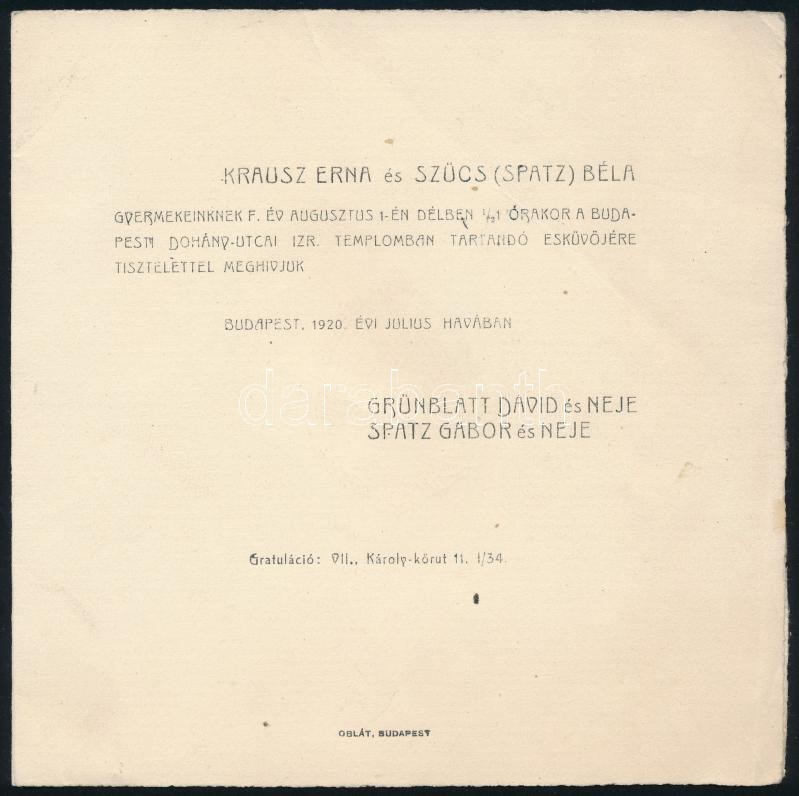 KRAUSZ ERNA és SZÜCS (SPATZ) BÉLA
GYERMEKEINKNEK F. ÉV AUGUSZTUS 1-ÉN DÉLBEN ½1 ÓRAKOR A BUDA-
PESTI DOHÁNY-UTCAI IZR. TEMPLOMBAN TARTANDÓ ESKÜVŐJÉRE
TISZTELETTEL MEGHIVJUK
BUDAPEST, 1920. ÉVI JULIUS HAVÁBAN
darabanth
GRÜNBLATT DÁVID és NEJE
SPATZ GÁBOR és NEJE
Gratuláció: VII., Károly-körut 11. I/34.
OBLÁT, BUDAPEST